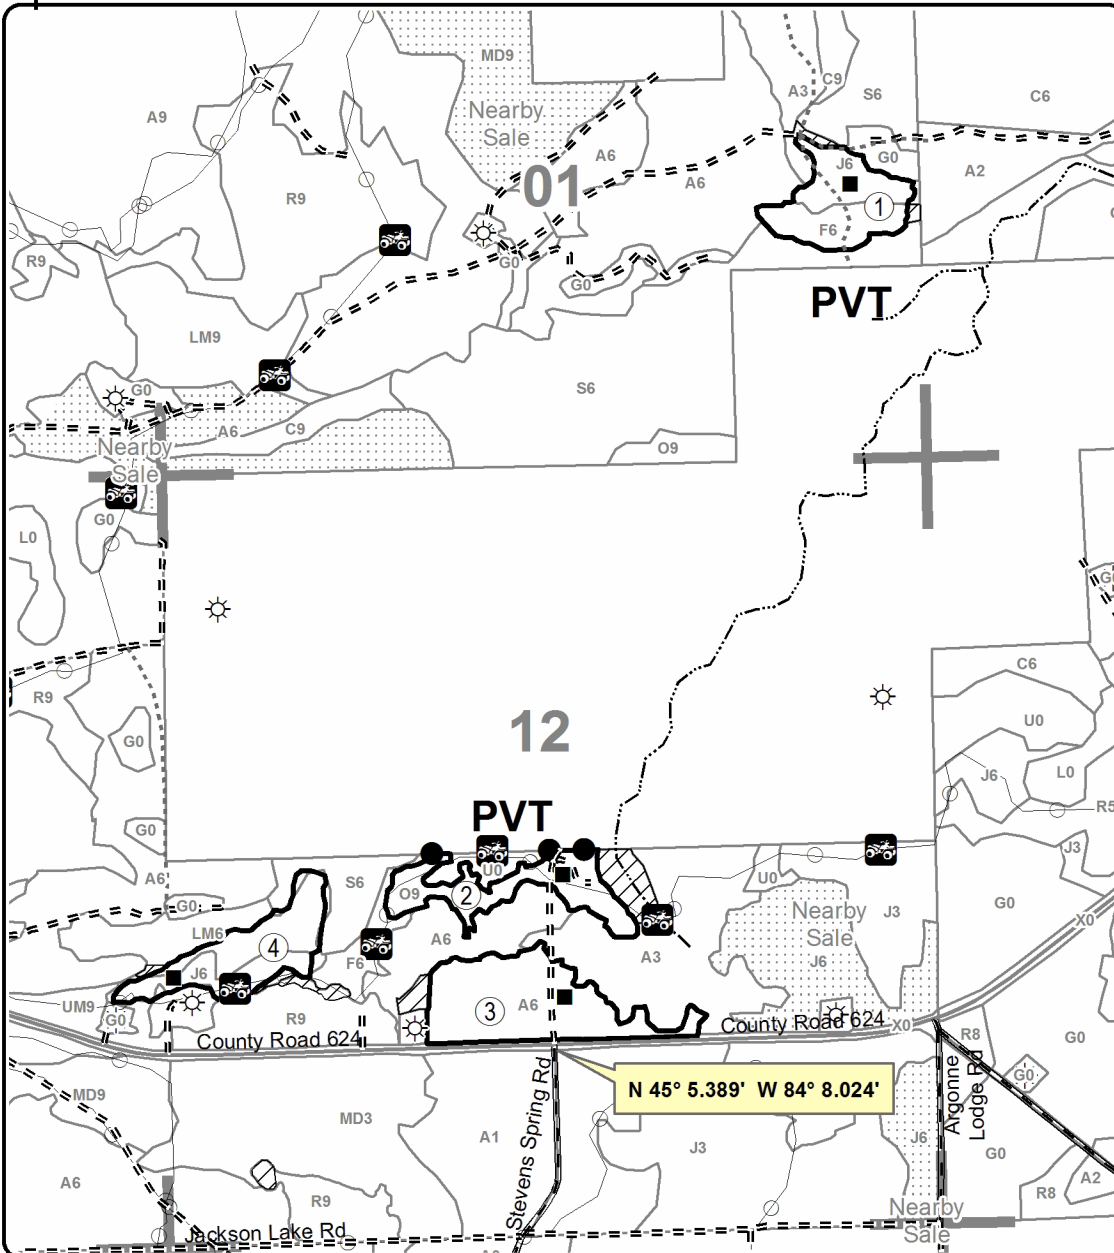 MD9
C9
A3
S6
C6
A9
Nearby
Sale
A6
J6
G0
A2
01
A6
R9
1
F6
R9
G0
G0
PVT
LM9
S6
G0
A6
C9
O9
Nearby
Sale
G0
L0
G0
C6
R9
U0
G0
12
J6
L0
R5
PVT
G0
J3
A6
S6
U0
U0
O9
2
G0
Nearby
Sale
J3
G0
X0
LM6
4
A6
F6
A3
J6
J6
UM9
G0
R9
3
A6
County Road 624
X0
R8
G0
County Road 624
N 45° 5.389' W 84° 8.024'
G0
MD9
MD3
A1
Stevens Spring Rd
J3
J6
Argonne
Lodge Rd
G0
A6
R9
R8
A2
Nearby
Sale
Jackson Lake Rd